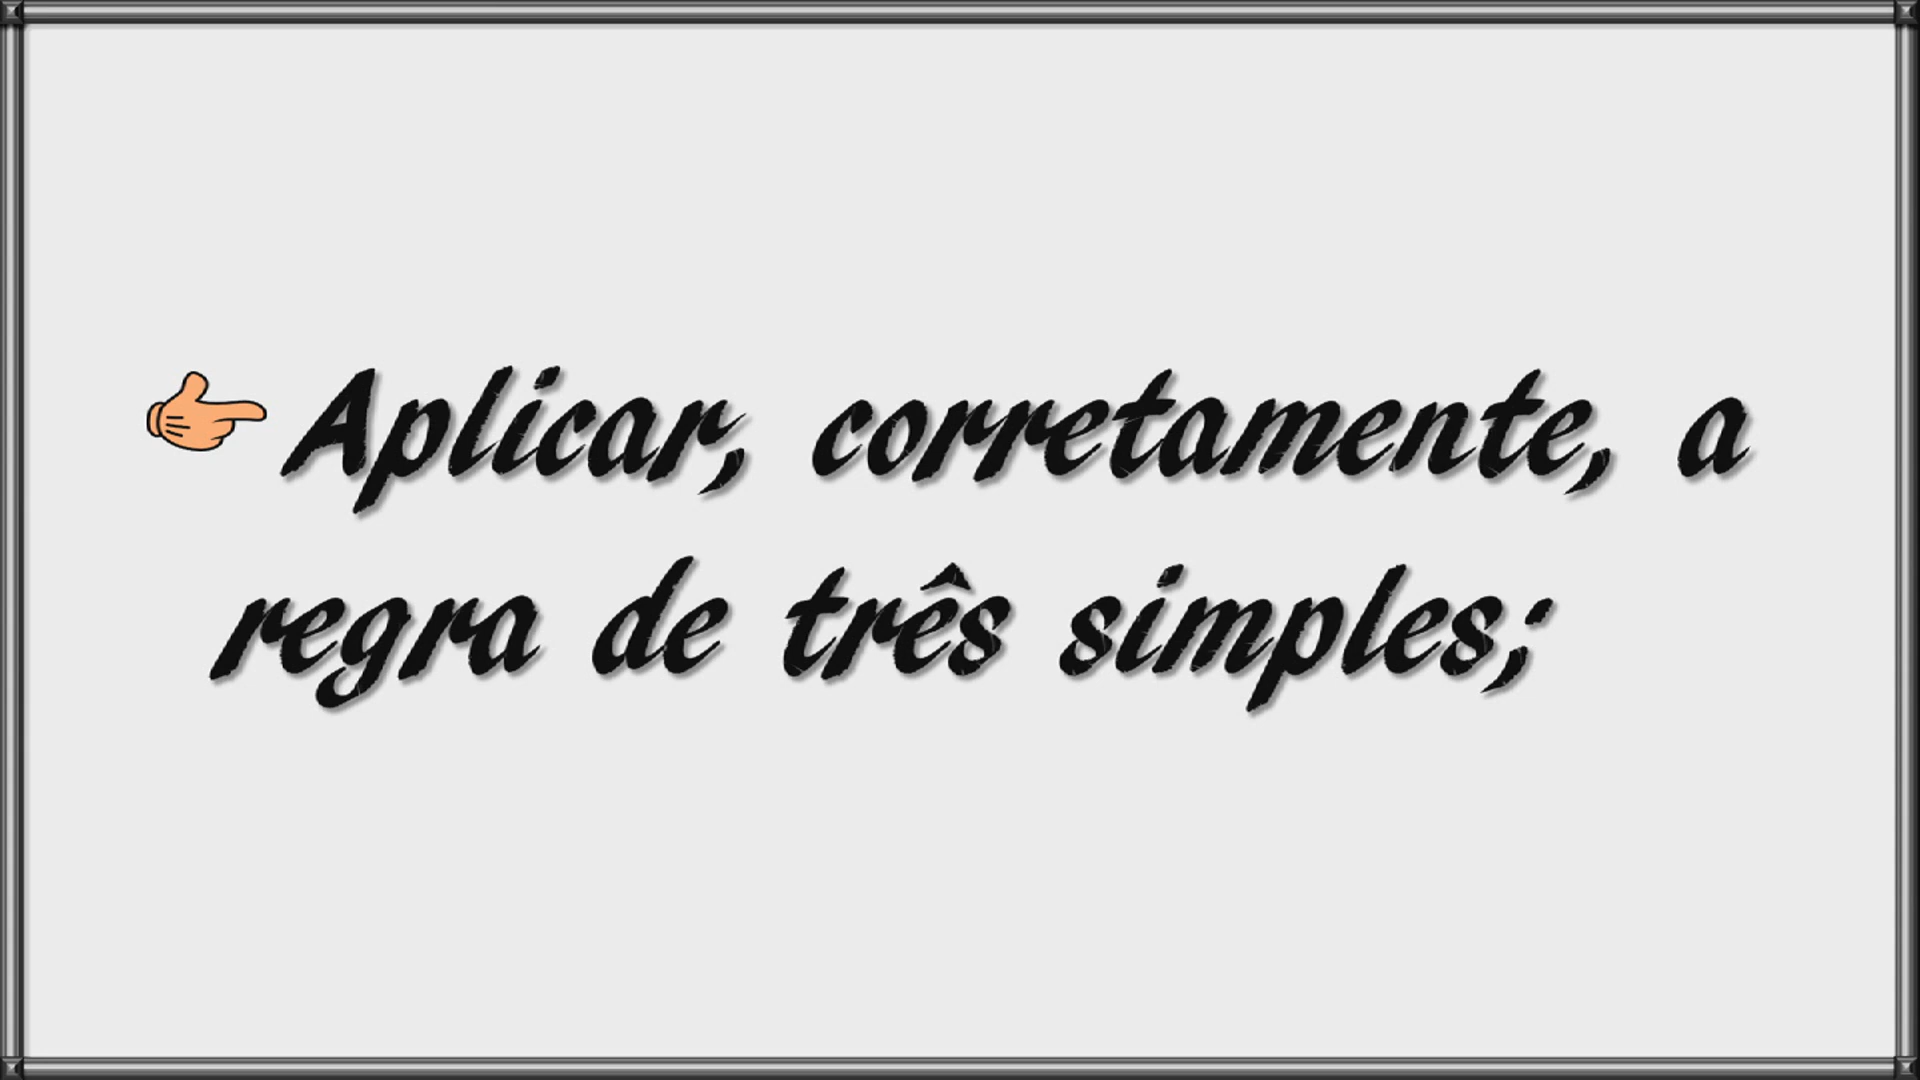 Aplicar, corretamente, a
regra de três simples;